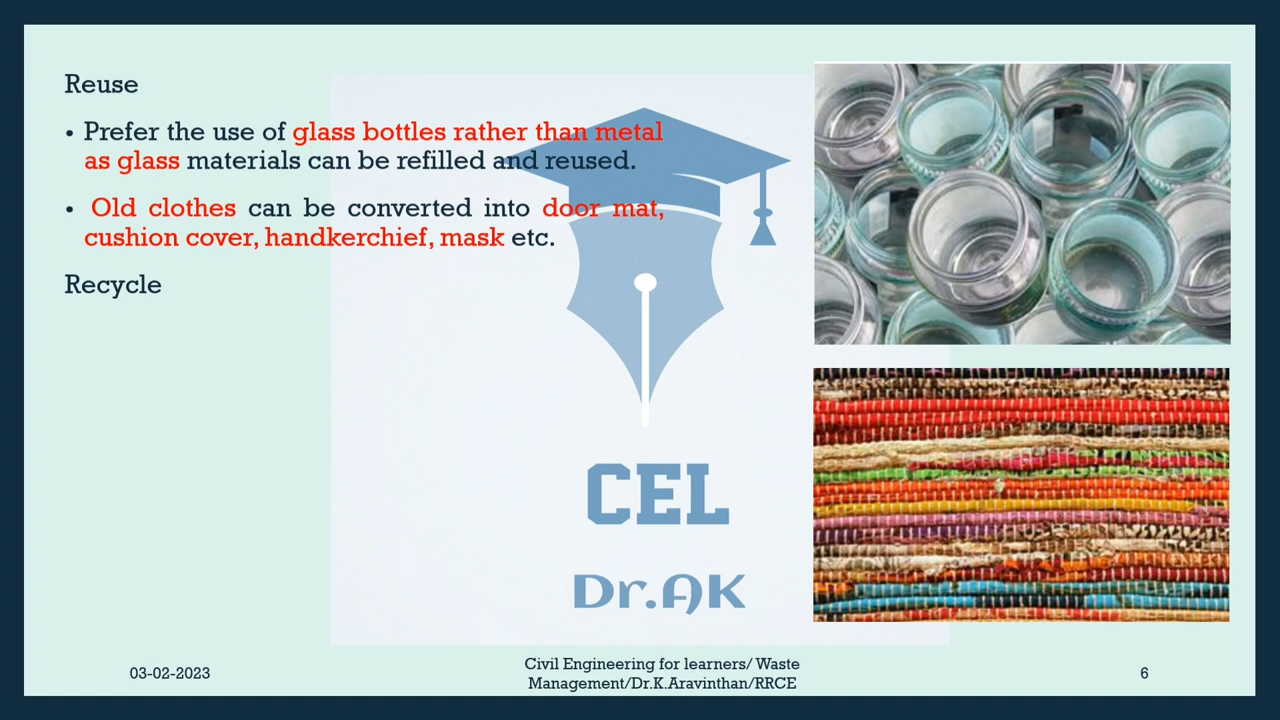 Reuse
• Prefer the use of glass bottles rather than metal
as glass materials can be refilled and reused.
• Old clothes can be converted into door mat,
cushion cover, handkerchief, mask etc.
Recycle
CEL
Dr.AK
03-02-2023
Civil Engineering for learners/ Waste
Management/Dr.K.Aravinthan/RRCE
6